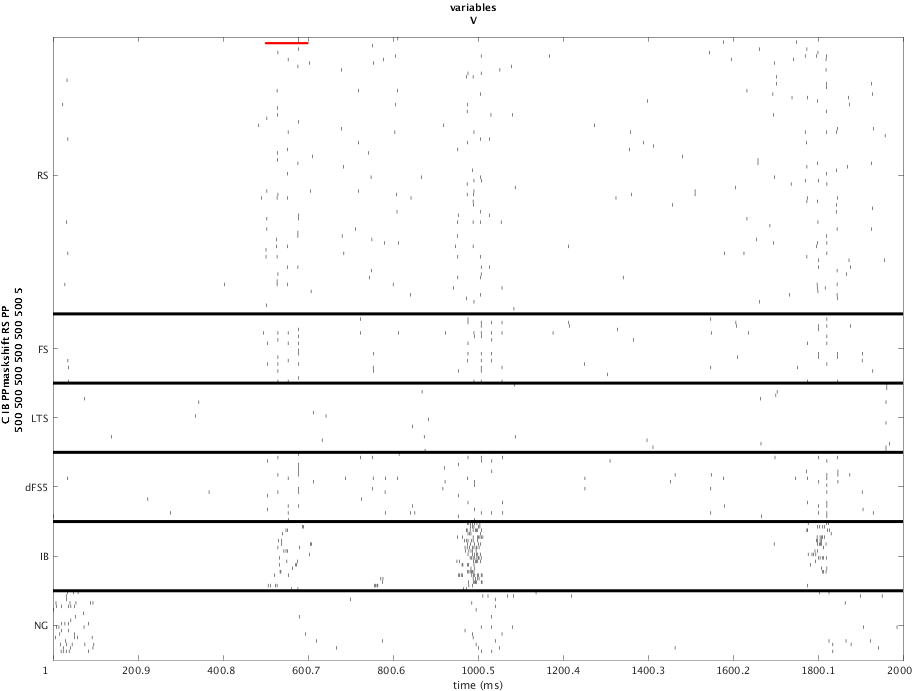 variables
V
C IB PPmaskshift RS PP
500 500 500 500 500 500 5
RS
FS
LTS
dFS5
IB
NG
1 200.9 400.8 600.7 800.6 1000.5 1200.4 1400.3 1600.2 1800.1 2000
time (ms)